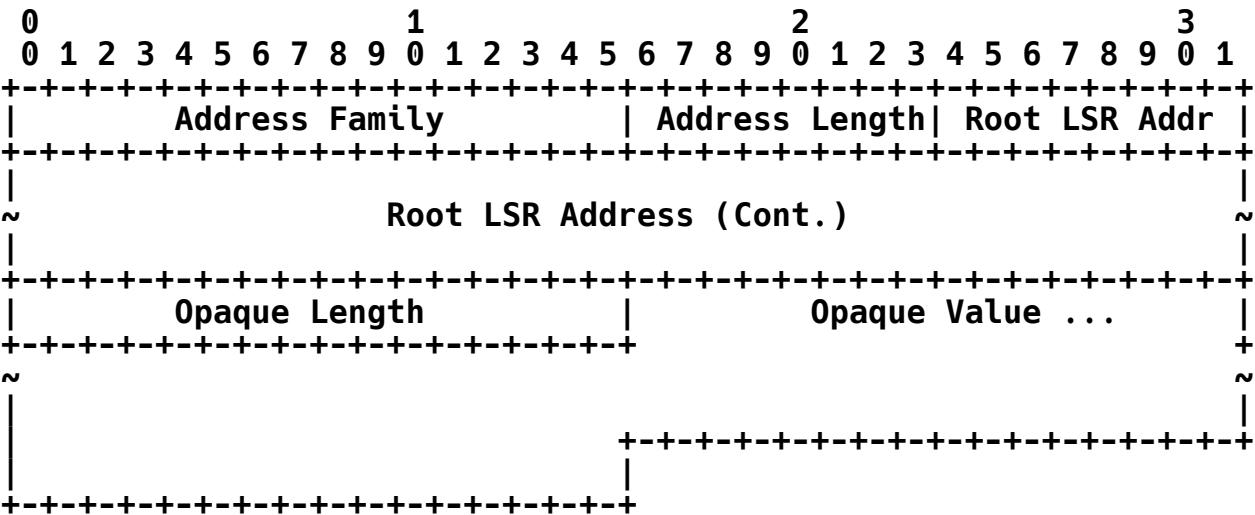 0                   1                   2                   3
 0 1 2 3 4 5 6 7 8 9 0 1 2 3 4 5 6 7 8 9 0 1 2 3 4 5 6 7 8 9 0 1
+-+-+-+-+-+-+-+-+-+-+-+-+-+-+-+-+-+-+-+-+-+-+-+-+-+-+-+-+-+-+-+-+
|        Address Family         | Address Length| Root LSR Addr |
+-+-+-+-+-+-+-+-+-+-+-+-+-+-+-+-+-+-+-+-+-+-+-+-+-+-+-+-+-+-+-+-+
|                                                               |
~                   Root LSR Address (Cont.)                    ~
|                                                               |
+-+-+-+-+-+-+-+-+-+-+-+-+-+-+-+-+-+-+-+-+-+-+-+-+-+-+-+-+-+-+-+-+
|        Opaque Length          |         Opaque Value ...      |
+-+-+-+-+-+-+-+-+-+-+-+-+-+-+-+-+                               +
~                                                               ~
|                                                               |
|                               +-+-+-+-+-+-+-+-+-+-+-+-+-+-+-+-+
|                               |
+-+-+-+-+-+-+-+-+-+-+-+-+-+-+-+-+